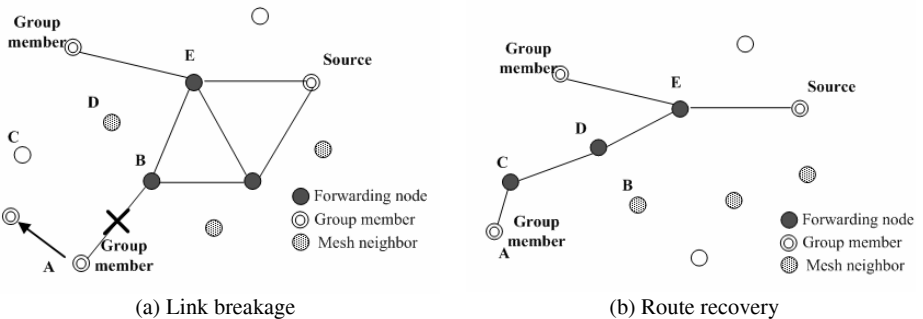 Group
member
E
Source
D
C
B
A
Group
member
Forwarding node
Group member
Mesh neighbor
(a) Link breakage
Group
member
E
Source
D
C
B
Group
member
A
Forwarding node
Group member
Mesh neighbor
(b) Route recovery